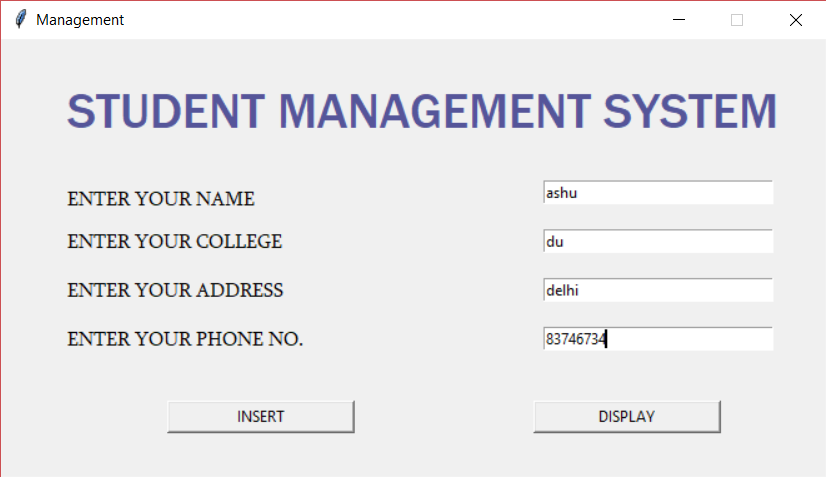 Management
STUDENT MANAGEMENT SYSTEM
ENTER YOUR NAME ashu
ENTER YOUR COLLEGE du
ENTER YOUR ADDRESS delhi
ENTER YOUR PHONE NO. 83746734
INSERT DISPLAY